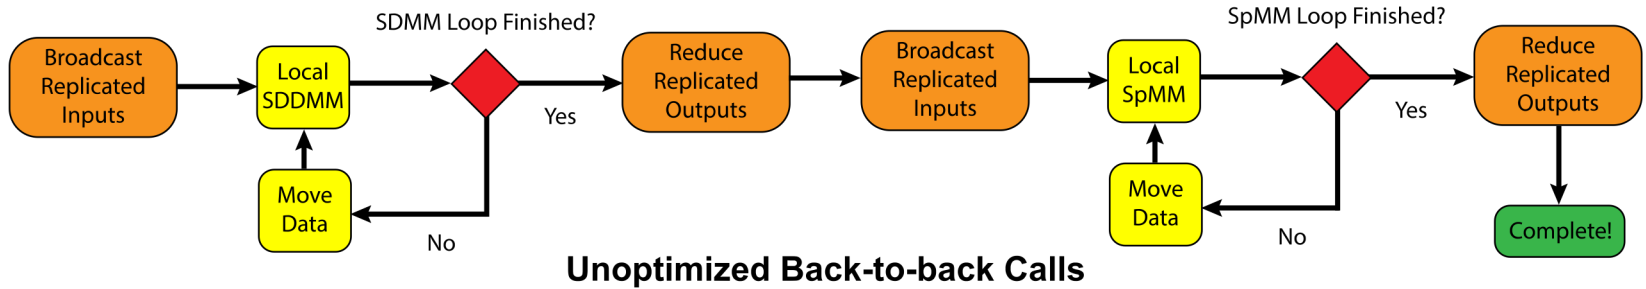 SDMM Loop Finished?
Broadcast
Replicated
Inputs
Local
SDDMM
Yes
Move
Data
No
Reduce
Replicated
Outputs
Broadcast
Replicated
Inputs
SpMM Loop Finished?
Local
SpMM
Yes
Move
Data
No
Reduce
Replicated
Outputs
Complete!
Unoptimized Back-to-back Calls